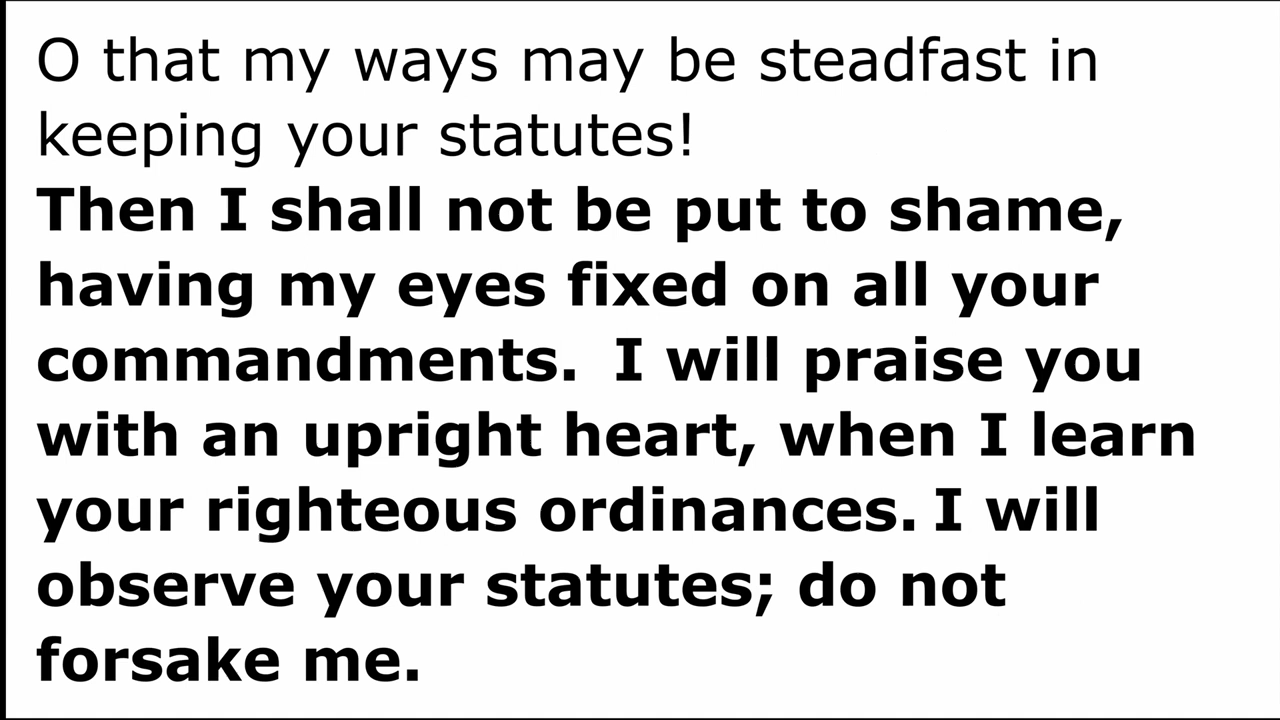 O that my ways may be steadfast in
keeping your statutes!
Then I shall not be put to shame,
having my eyes fixed on all your
commandments.  I will praise you
with an upright heart, when I learn
your righteous ordinances. I will
observe your statutes; do not
forsake me.